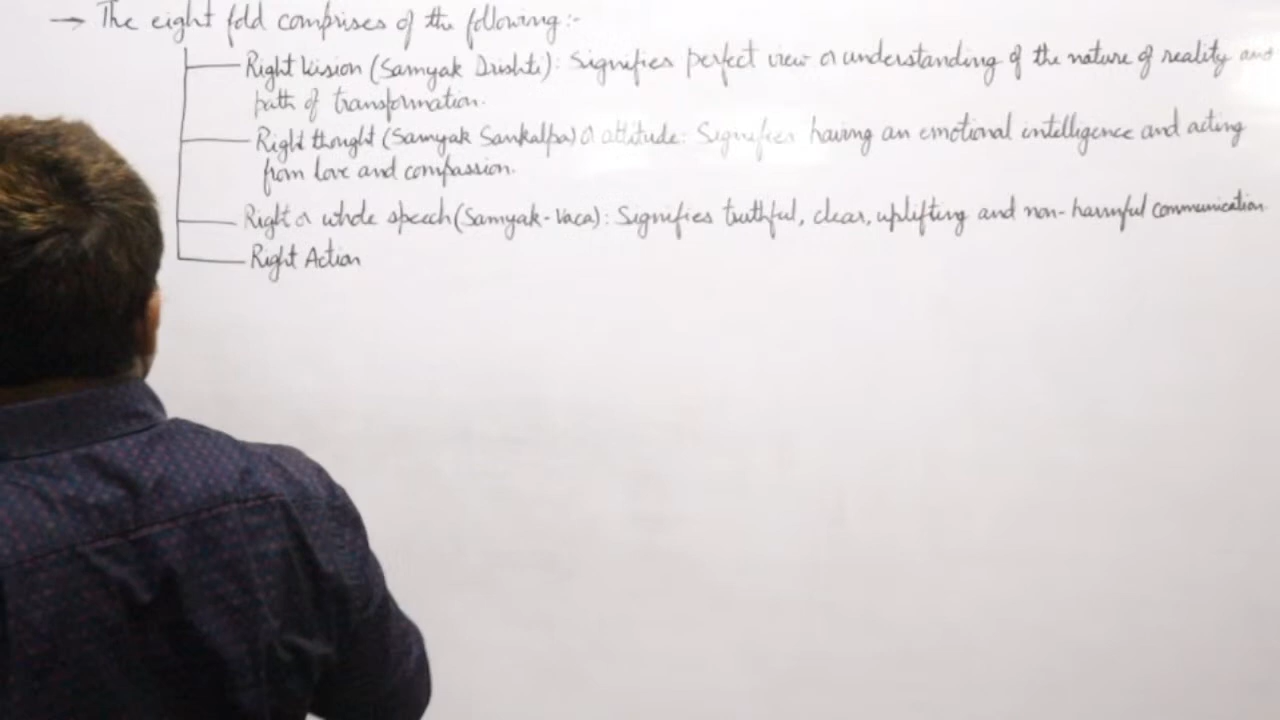 → The eight fold comprises of the following:-
Right Vision (Samyak Drishti): Signifies perfect view or understanding of the nature of reality and
path of transformation.
Right thought (Samyak Sankalpa) or attitude: Signifies having an emotional intelligence and acting
from love and compassion.
Right or whole speech (Samyak-Vaca): Signifies truthful, clear, uplifting and non-harmful communication
Right Action